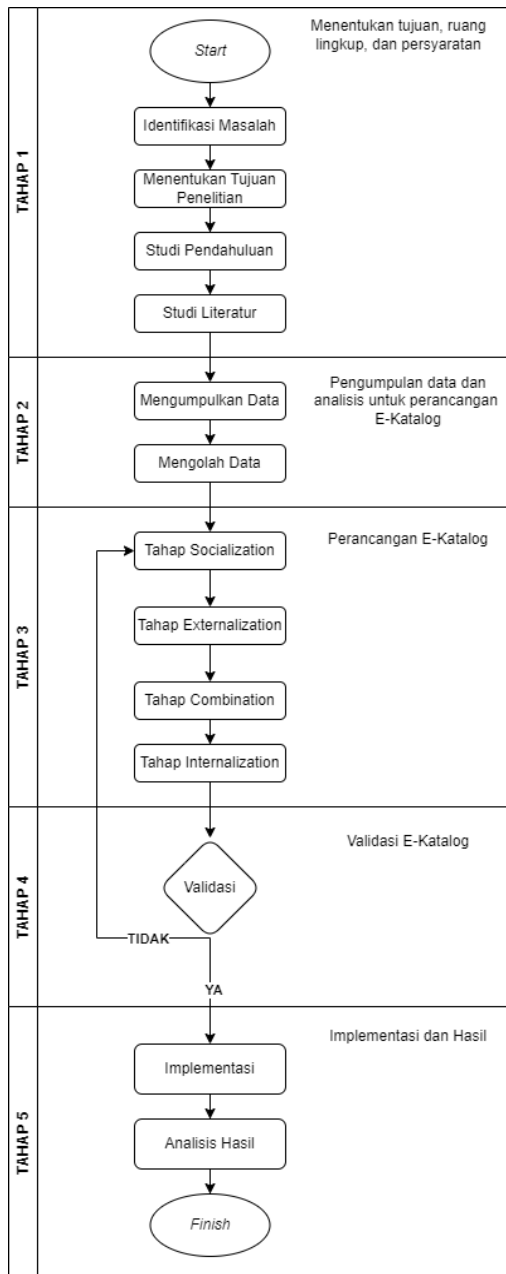 TAHAP 1
Menentukan tujuan, ruang
lingkup, dan persyaratan
Start
Identifikasi Masalah
Menentukan Tujuan
Penelitian
Studi Pendahuluan
Studi Literatur
TAHAP 2
Pengumpulan data dan
analisis untuk perancangan
E-Katalog
Mengumpulkan Data
Mengolah Data
TAHAP 3
Perancangan E-Katalog
Tahap Socialization
Tahap Externalization
Tahap Combination
Tahap Internalization
TAHAP 4
Validasi E-Katalog
Validasi
TIDAK
YA
TAHAP 5
Implementasi dan Hasil
Implementasi
Analisis Hasil
Finish